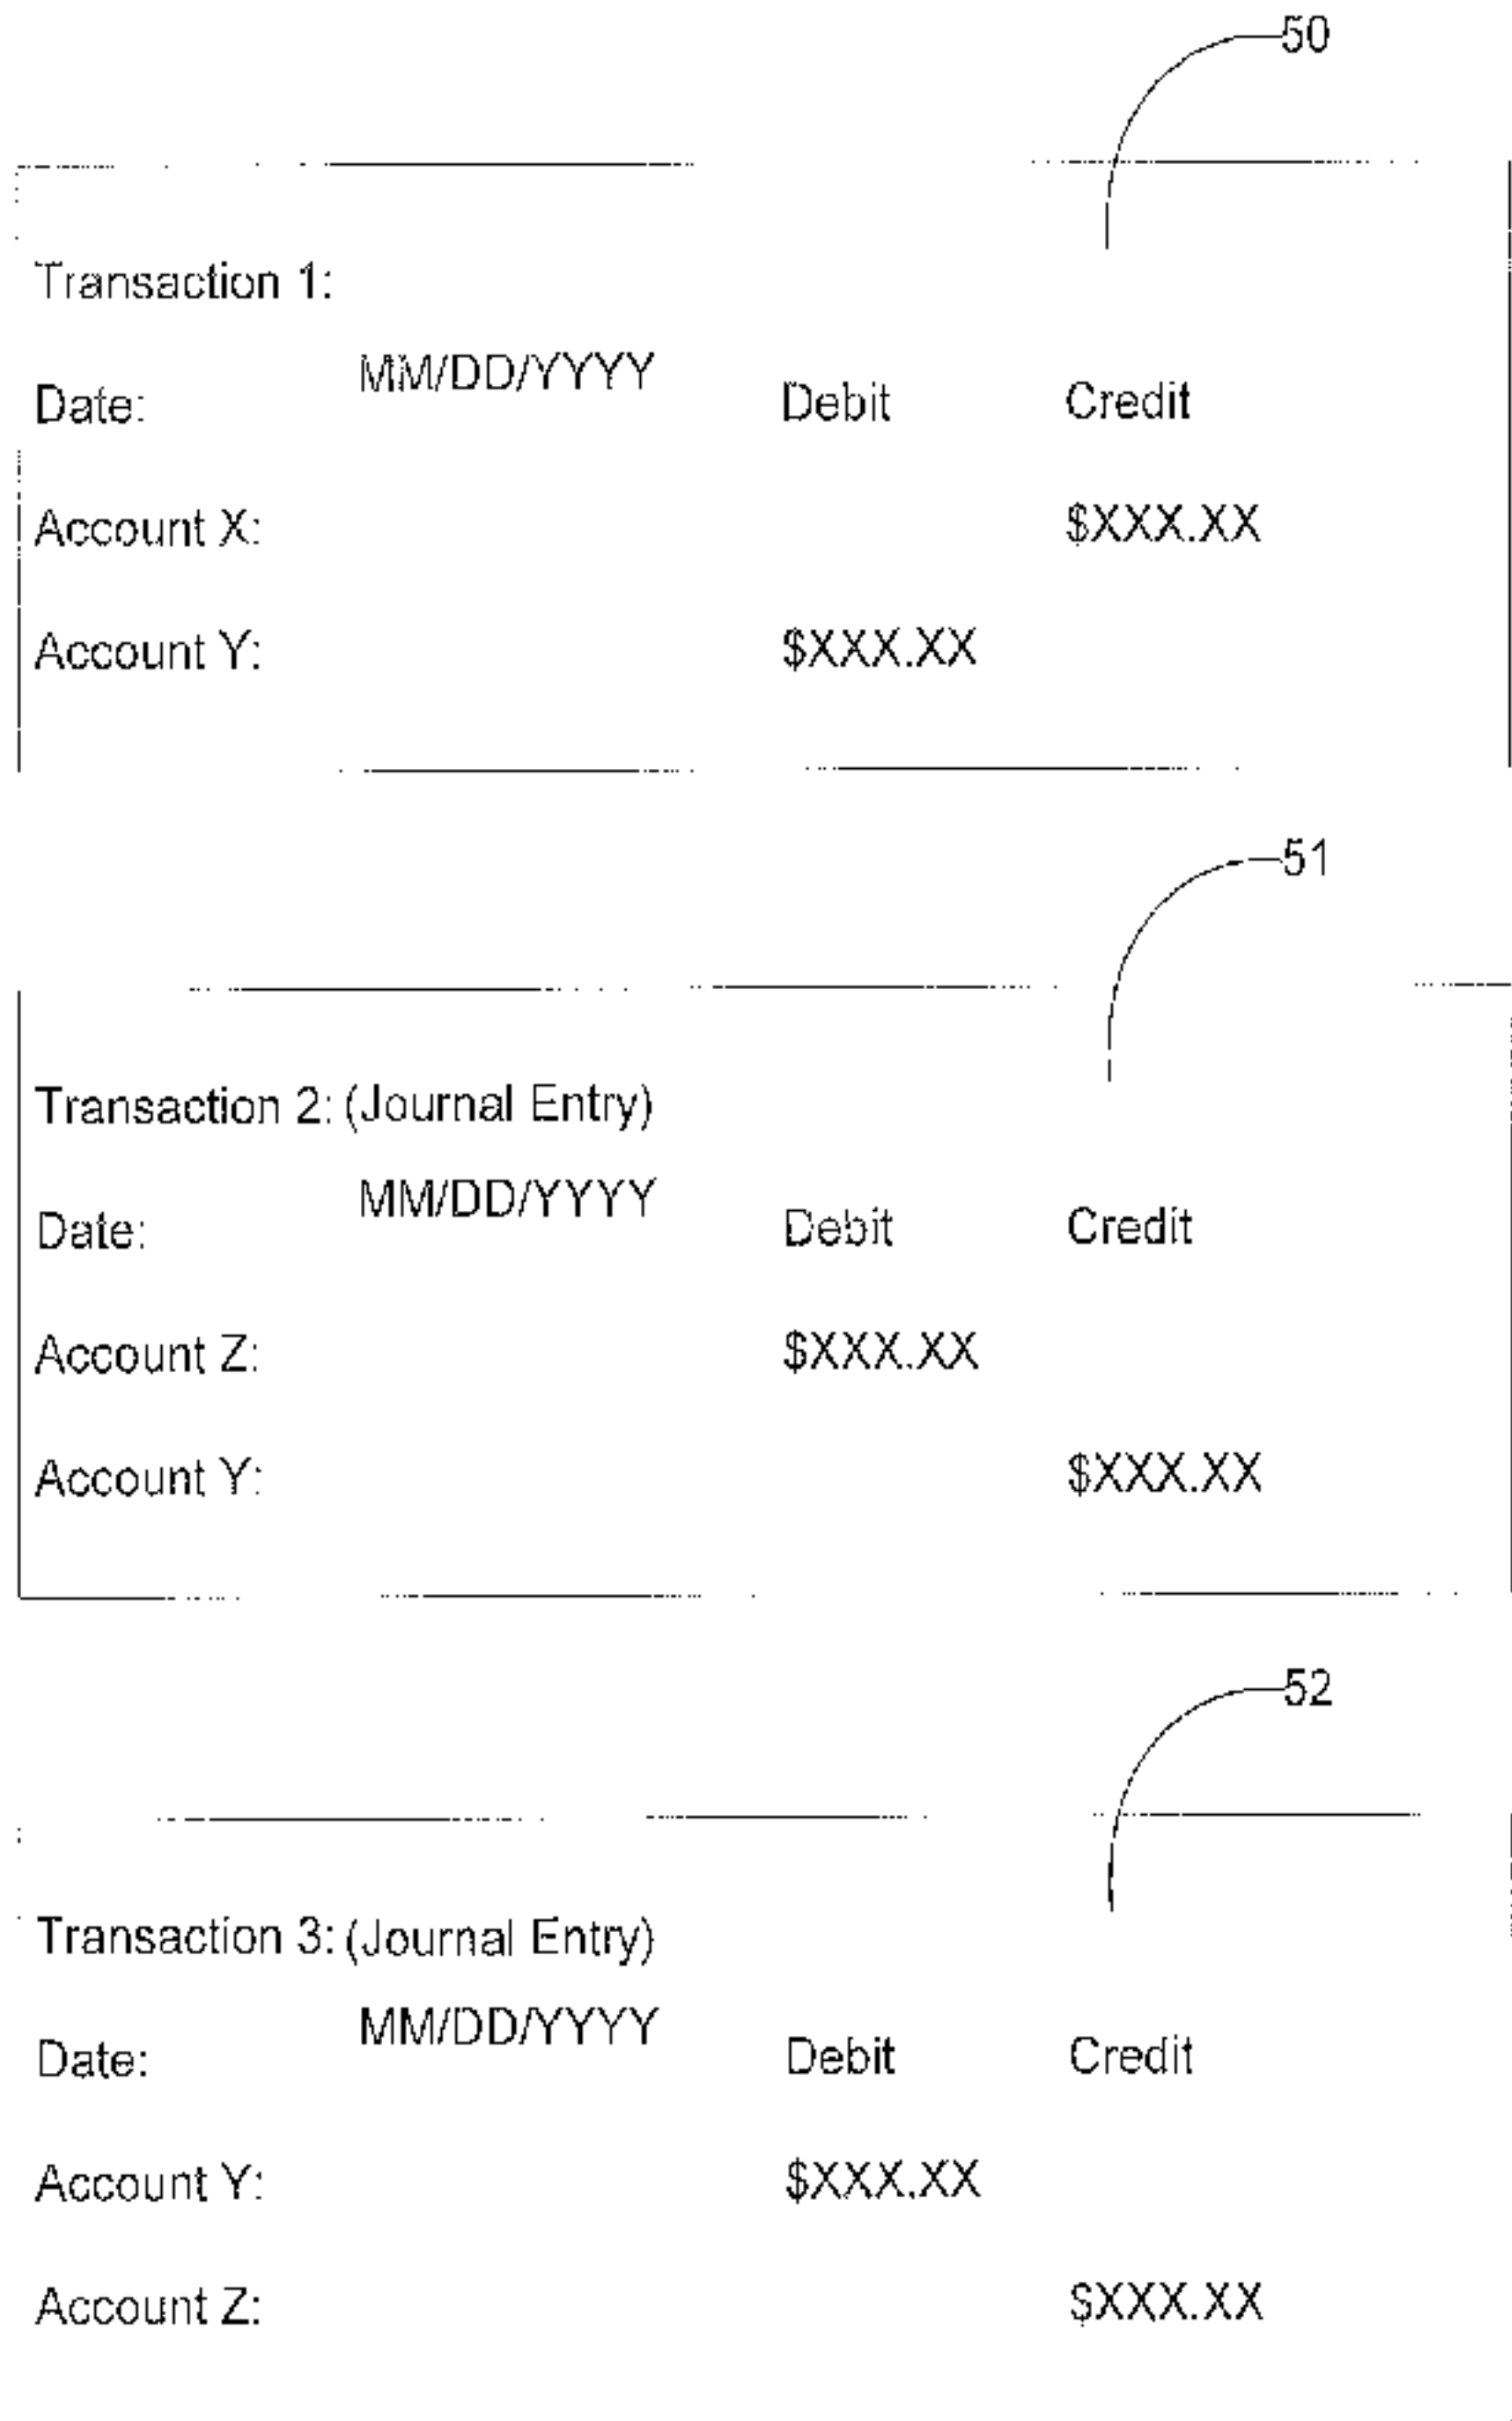 50
Transaction 1:
MM/DD/YYYY
Date: Debit Credit
Account X: $XXX.XX
Account Y: $XXX.XX
51
Transaction 2: (Journal Entry)
MM/DD/YYYY
Date: Debit Credit
Account Z: $XXX.XX
Account Y: $XXX.XX
52
Transaction 3: (Journal Entry)
MM/DD/YYYY
Date: Debit Credit
Account Y: $XXX.XX
Account Z: $XXX.XX